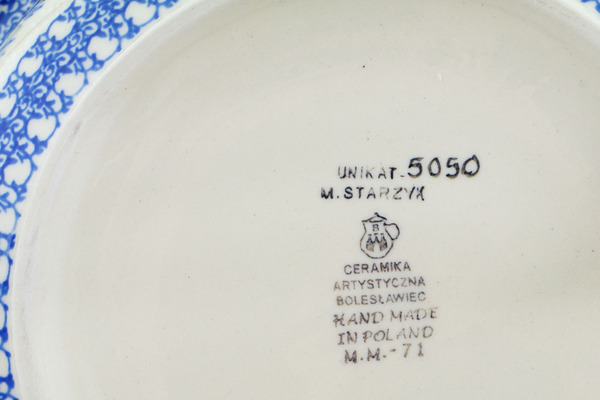 UNIKAT-5050
M. STARZYK
B
CERAMIKA
ARTYSTYCZNA
BOLESŁAWIEC
HAND MADE
IN POLAND
M.M.-71